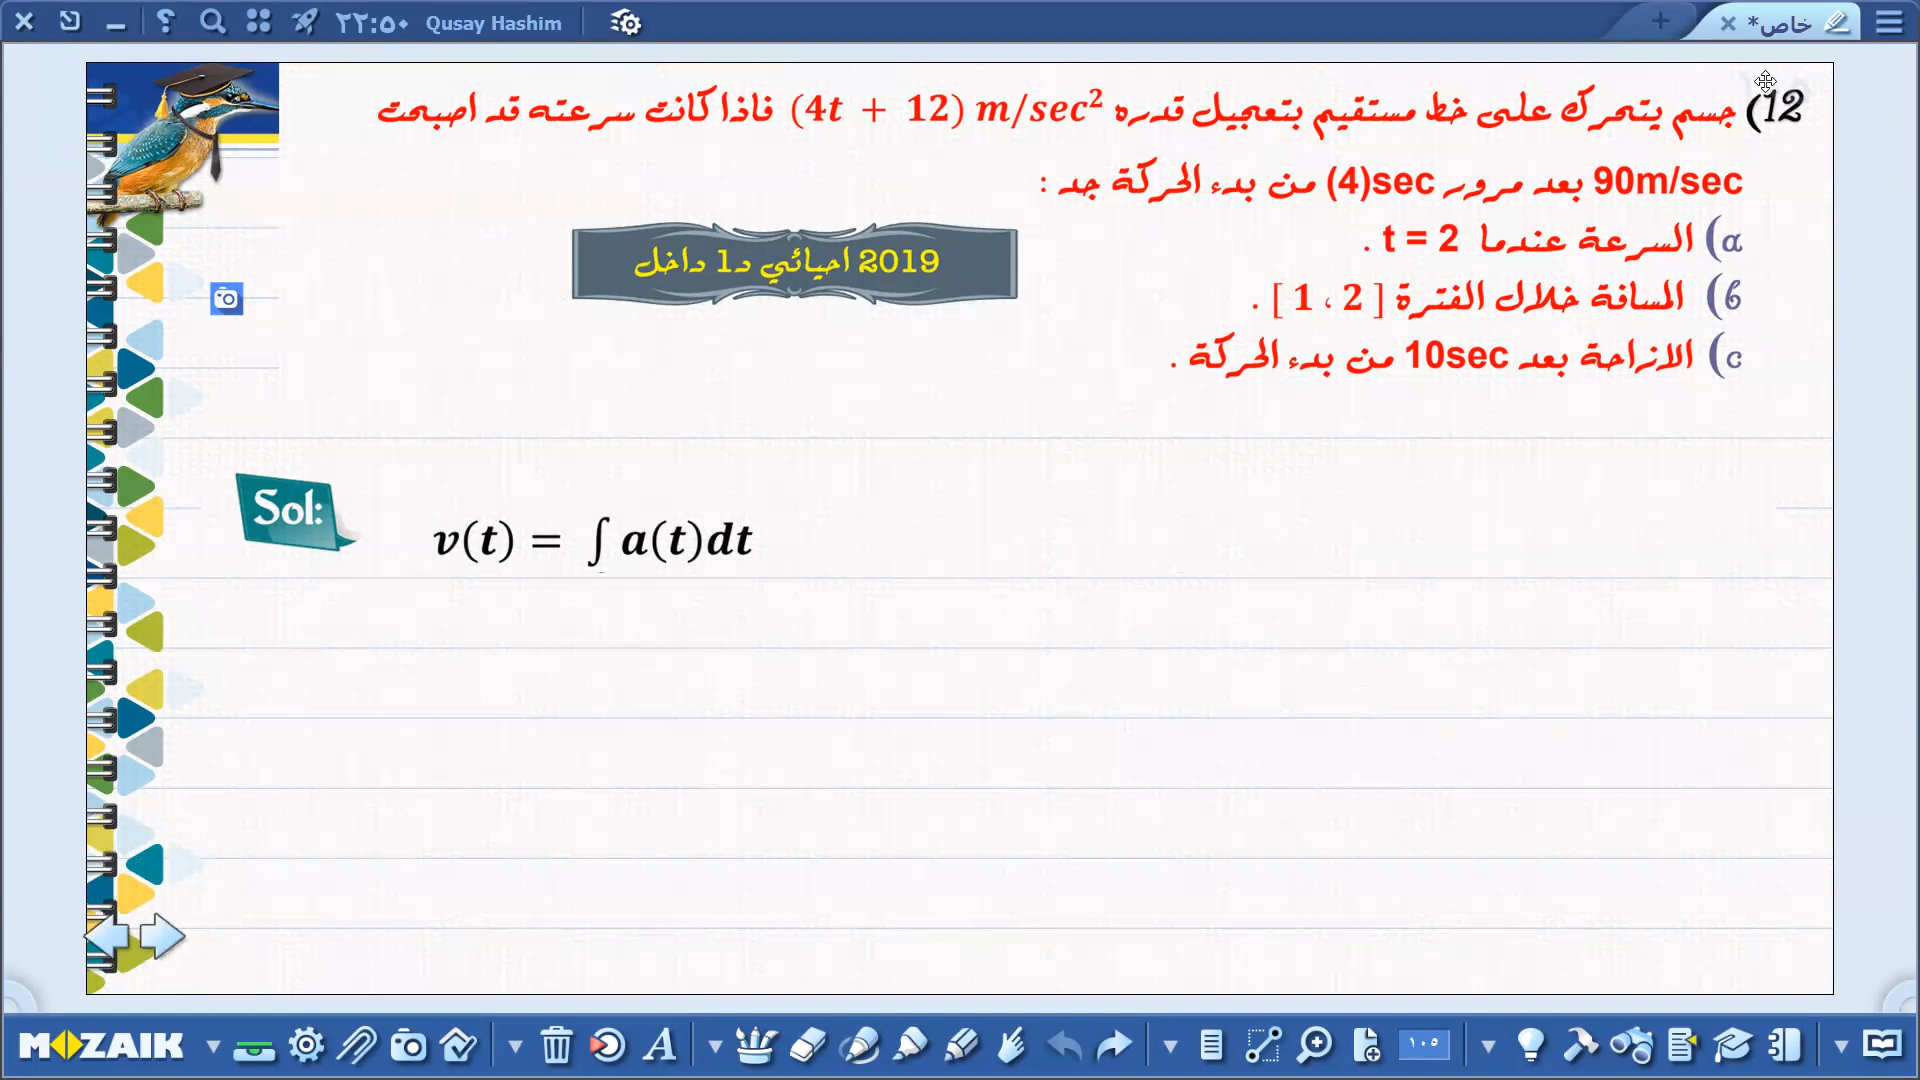 ٢٢:٥٠ Qusay Hashim
خاص*
12) جسم يتحرك على خط مستقيم بتعجيل قدره (4t + 12) m/sec² فاذا كانت سرعته قد اصبحت
90m/sec بعد مرور 4)sec) من بدء الحركة جد :
a) السرعة عندما t = 2 .
2019 احيائي د1 داخل
b) المسافة خلال الفترة [ 1 ، 2 ] .
c) الازاحة بعد 10sec من بدء الحركة .
Sol:
v(t) = ∫ a(t)dt
MOZAIK
١٠٥